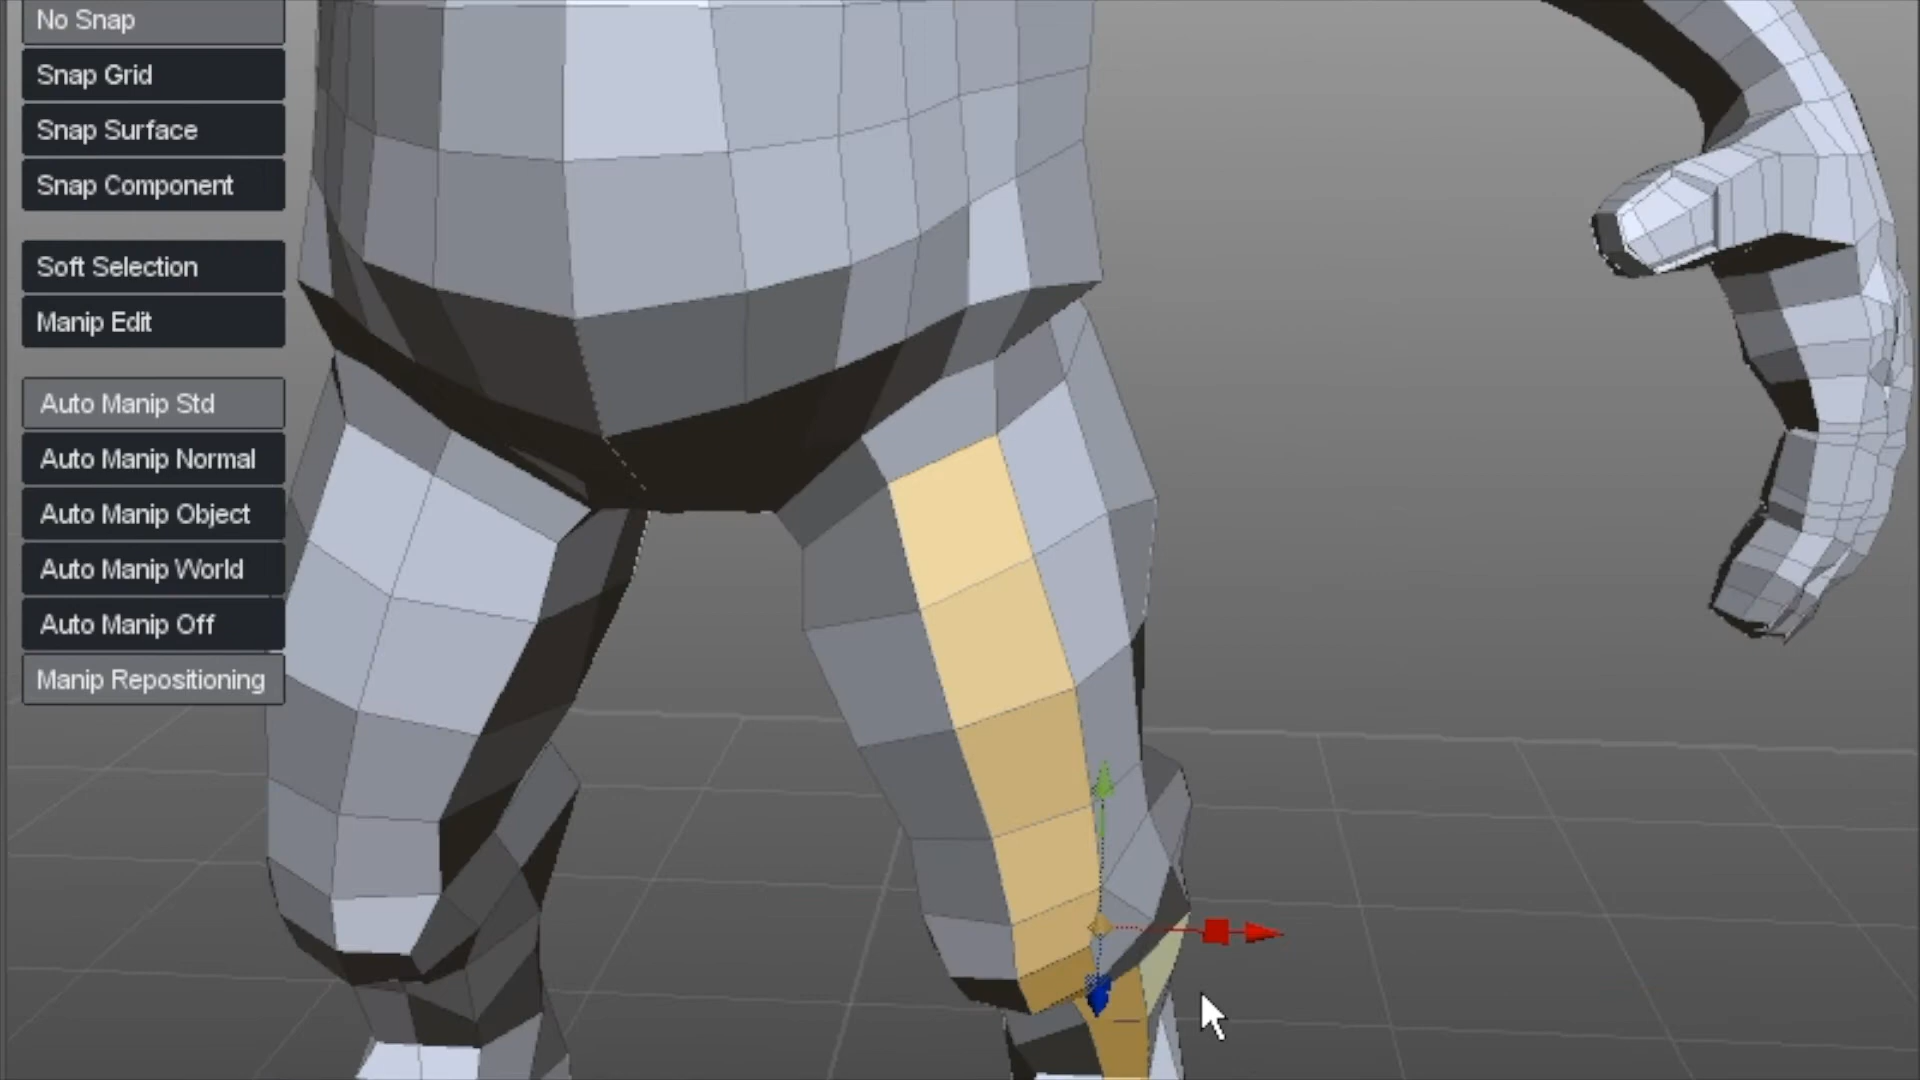 No Snap
Snap Grid
Snap Surface
Snap Component
Soft Selection
Manip Edit
Auto Manip Std
Auto Manip Normal
Auto Manip Object
Auto Manip World
Auto Manip Off
Manip Repositioning